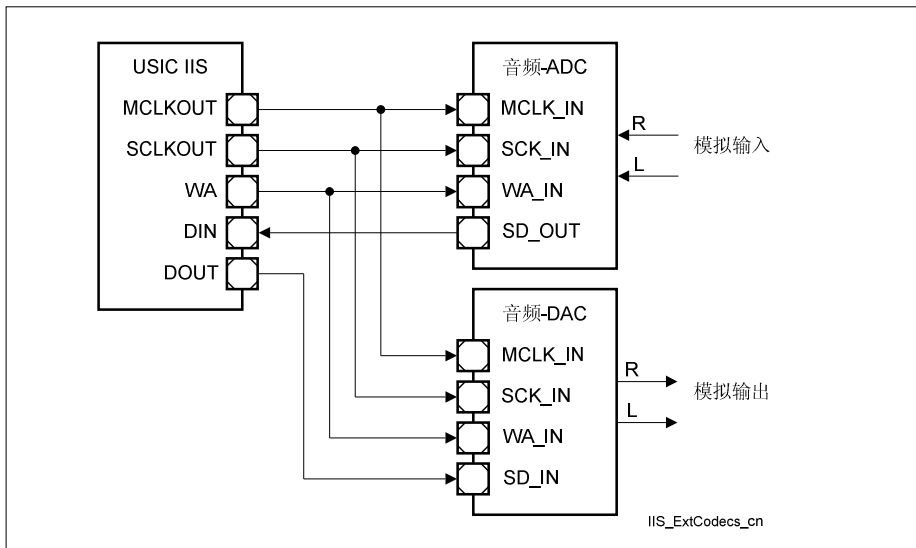 USIC IIS
MCLKOUT
SCLKOUT
WA
DIN
DOUT
音频-ADC
MCLK_IN
SCK_IN
WA_IN
SD_OUT
R
L
模拟输入
音频-DAC
MCLK_IN
SCK_IN
WA_IN
SD_IN
R
L
模拟输出
IIS_ExtCodecs_cn